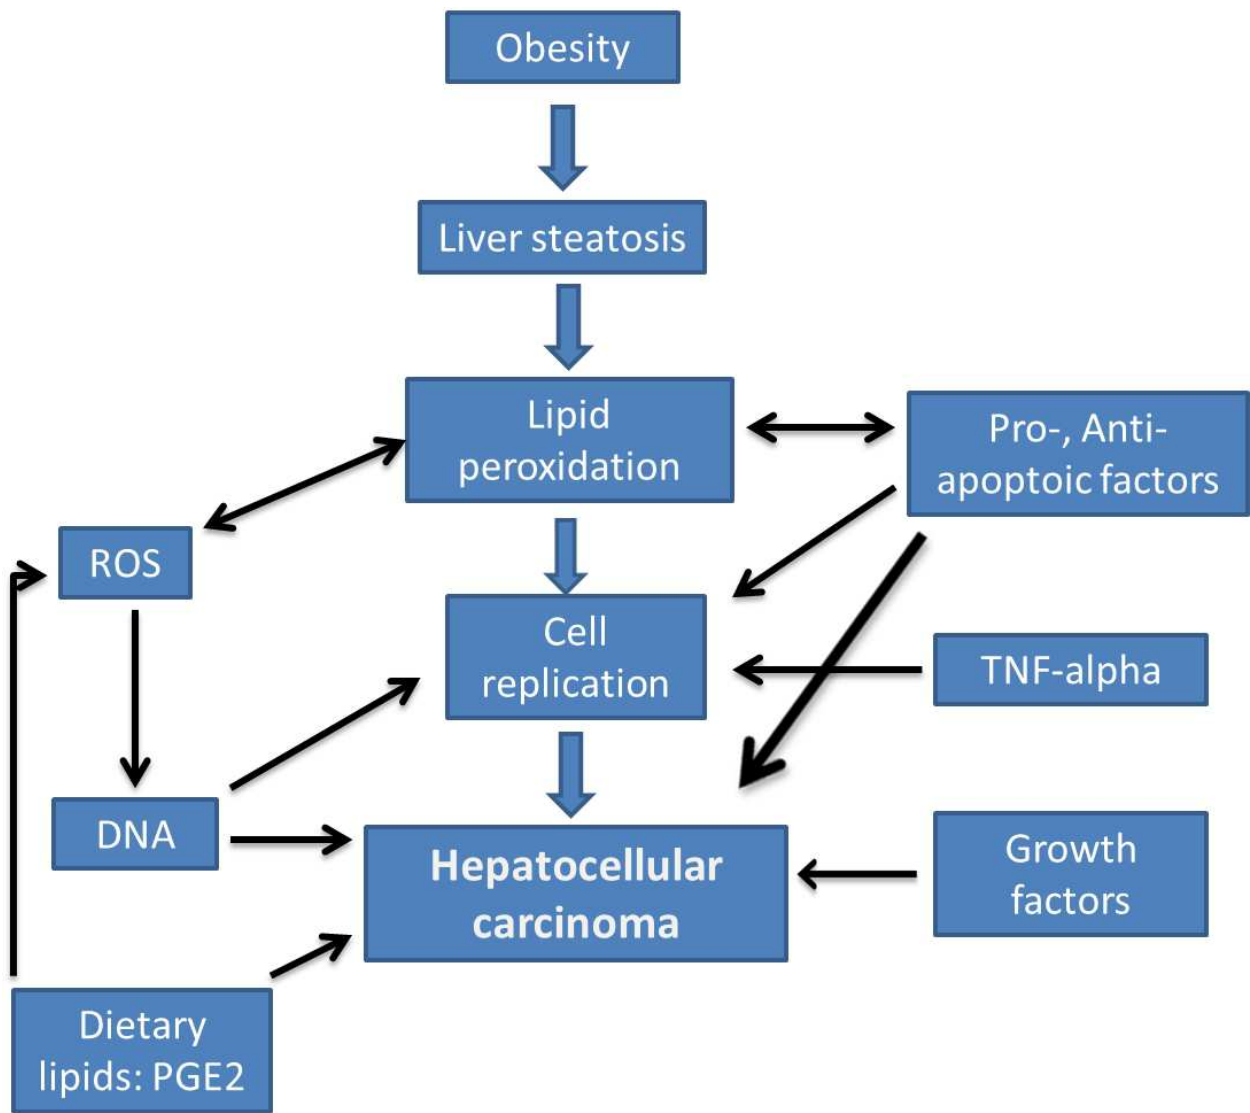 Obesity
Liver steatosis
Lipid
peroxidation
Pro-, Anti-
apoptoic factors
ROS
Cell
replication
TNF-alpha
DNA
Hepatocellular
carcinoma
Growth
factors
Dietary
lipids: PGE2